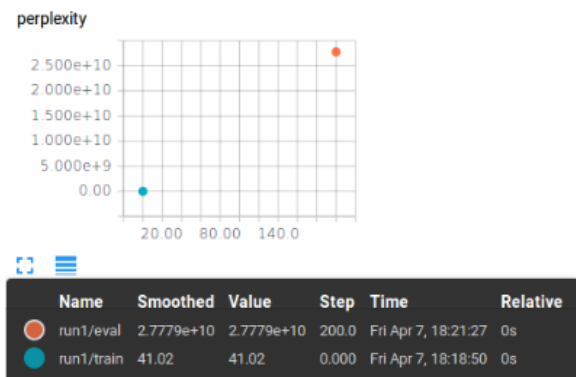 perplexity
2.500e+10
2.000e+10
1.500e+10
1.000e+10
5.000e+9
0.00
20.00 80.00 140.0
Name Smoothed Value Step Time Relative
run1/eval 2.7779e+10 2.7779e+10 200.0 Fri Apr 7, 18:21:27 0s
run1/train 41.02 41.02 0.000 Fri Apr 7, 18:18:50 0s